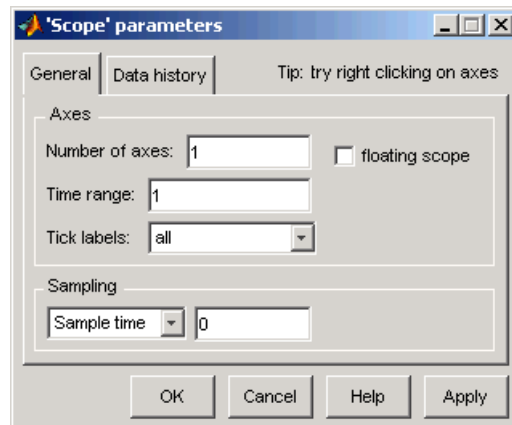 'Scope' parameters
General Data history Tip: try right clicking on axes
Axes
Number of axes: 1 floating scope
Time range: 1
Tick labels: all
Sampling
Sample time 0
OK Cancel Help Apply